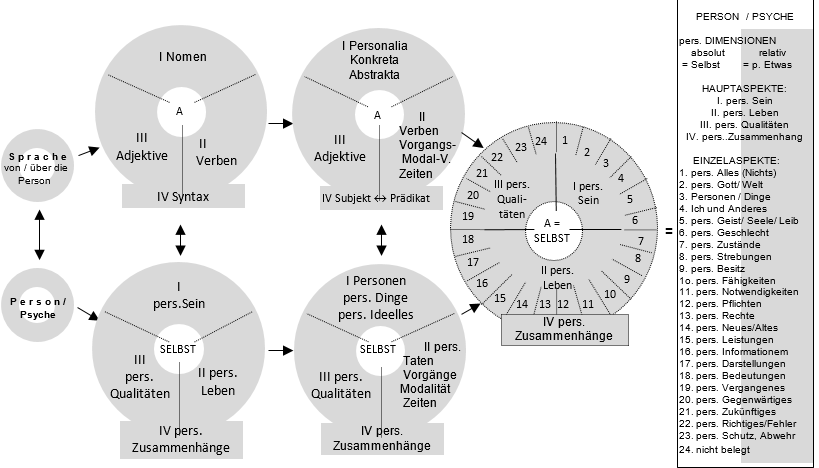 Sprache
von / über die
Person
Person/
Psyche
I Nomen
A
III
Adjektive
II
Verben
IV Syntax
I Personalia
Konkreta
Abstrakta
A
III
Adjektive
II
Verben
Vorgangs-
Modal-V.
Zeiten
IV Subjekt ↔ Prädikat
I
pers.Sein
SELBST
III
pers.
Qualitäten
II pers.
Leben
IV pers.
Zusammenhänge
I Personen
pers. Dinge
pers. Ideelles
SELBST
III pers.
Qualitäten
II pers.
Taten
Vorgänge
Modalität
Zeiten
IV pers.
Zusammenhänge
1
2
3
4
5
6
7
8
9
10
11
12
13
14
15
16
17
18
19
20
21
22
23
24
III pers.
Quali-
täten
I pers.
Sein
A =
SELBST
II pers.
Leben
IV pers.
Zusammenhänge
=
PERSON / PSYCHE
pers. DIMENSIONEN
absolut relativ
= Selbst = p. Etwas
HAUPTASPEKTE:
I. pers. Sein
II. pers. Leben
III. pers. Qualitäten
IV. pers..Zusammenhang
EINZELASPEKTE:
1. pers. Alles (Nichts)
2. pers. Gott/ Welt
3. Personen / Dinge
4. Ich und Anderes
5. pers. Geist/ Seele/ Leib
6. pers. Geschlecht
7. pers. Zustände
8. pers. Strebungen
9. pers. Besitz
1o. pers. Fähigkeiten
11. pers. Notwendigkeiten
12. pers. Pflichten
13. pers. Rechte
14. pers. Neues/Altes
15. pers. Leistungen
16. pers. Informationem
17. pers. Darstellungen
18. pers. Bedeutungen
19. pers. Vergangenes
20. pers. Gegenwärtiges
21. pers. Zukünftiges
22. pers. Richtiges/Fehler
23. pers. Schutz, Abwehr
24. nicht belegt